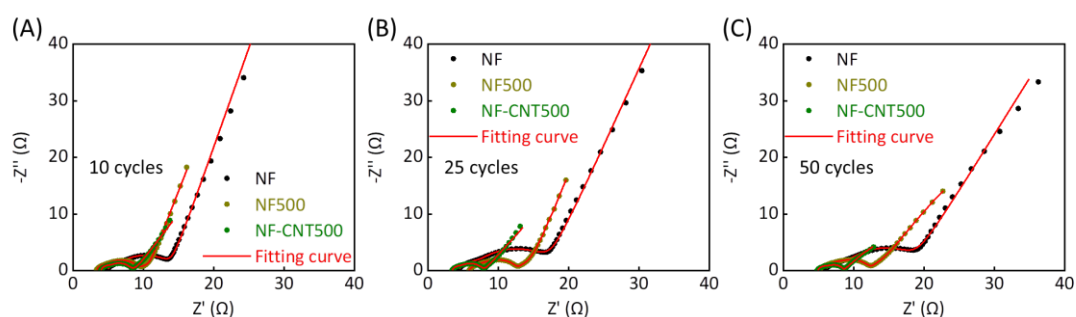 (A)
-Z'' (Ω)
40
30
20
10
0
10 cycles
NF
NF500
NF-CNT500
Fitting curve
0 10 20 30 40
Z' (Ω)
(B)
-Z'' (Ω)
40
30
20
10
0
NF
NF500
NF-CNT500
Fitting curve
25 cycles
0 10 20 30 40
Z' (Ω)
(C)
-Z'' (Ω)
40
30
20
10
0
NF
NF500
NF-CNT500
Fitting curve
50 cycles
0 10 20 30 40
Z' (Ω)